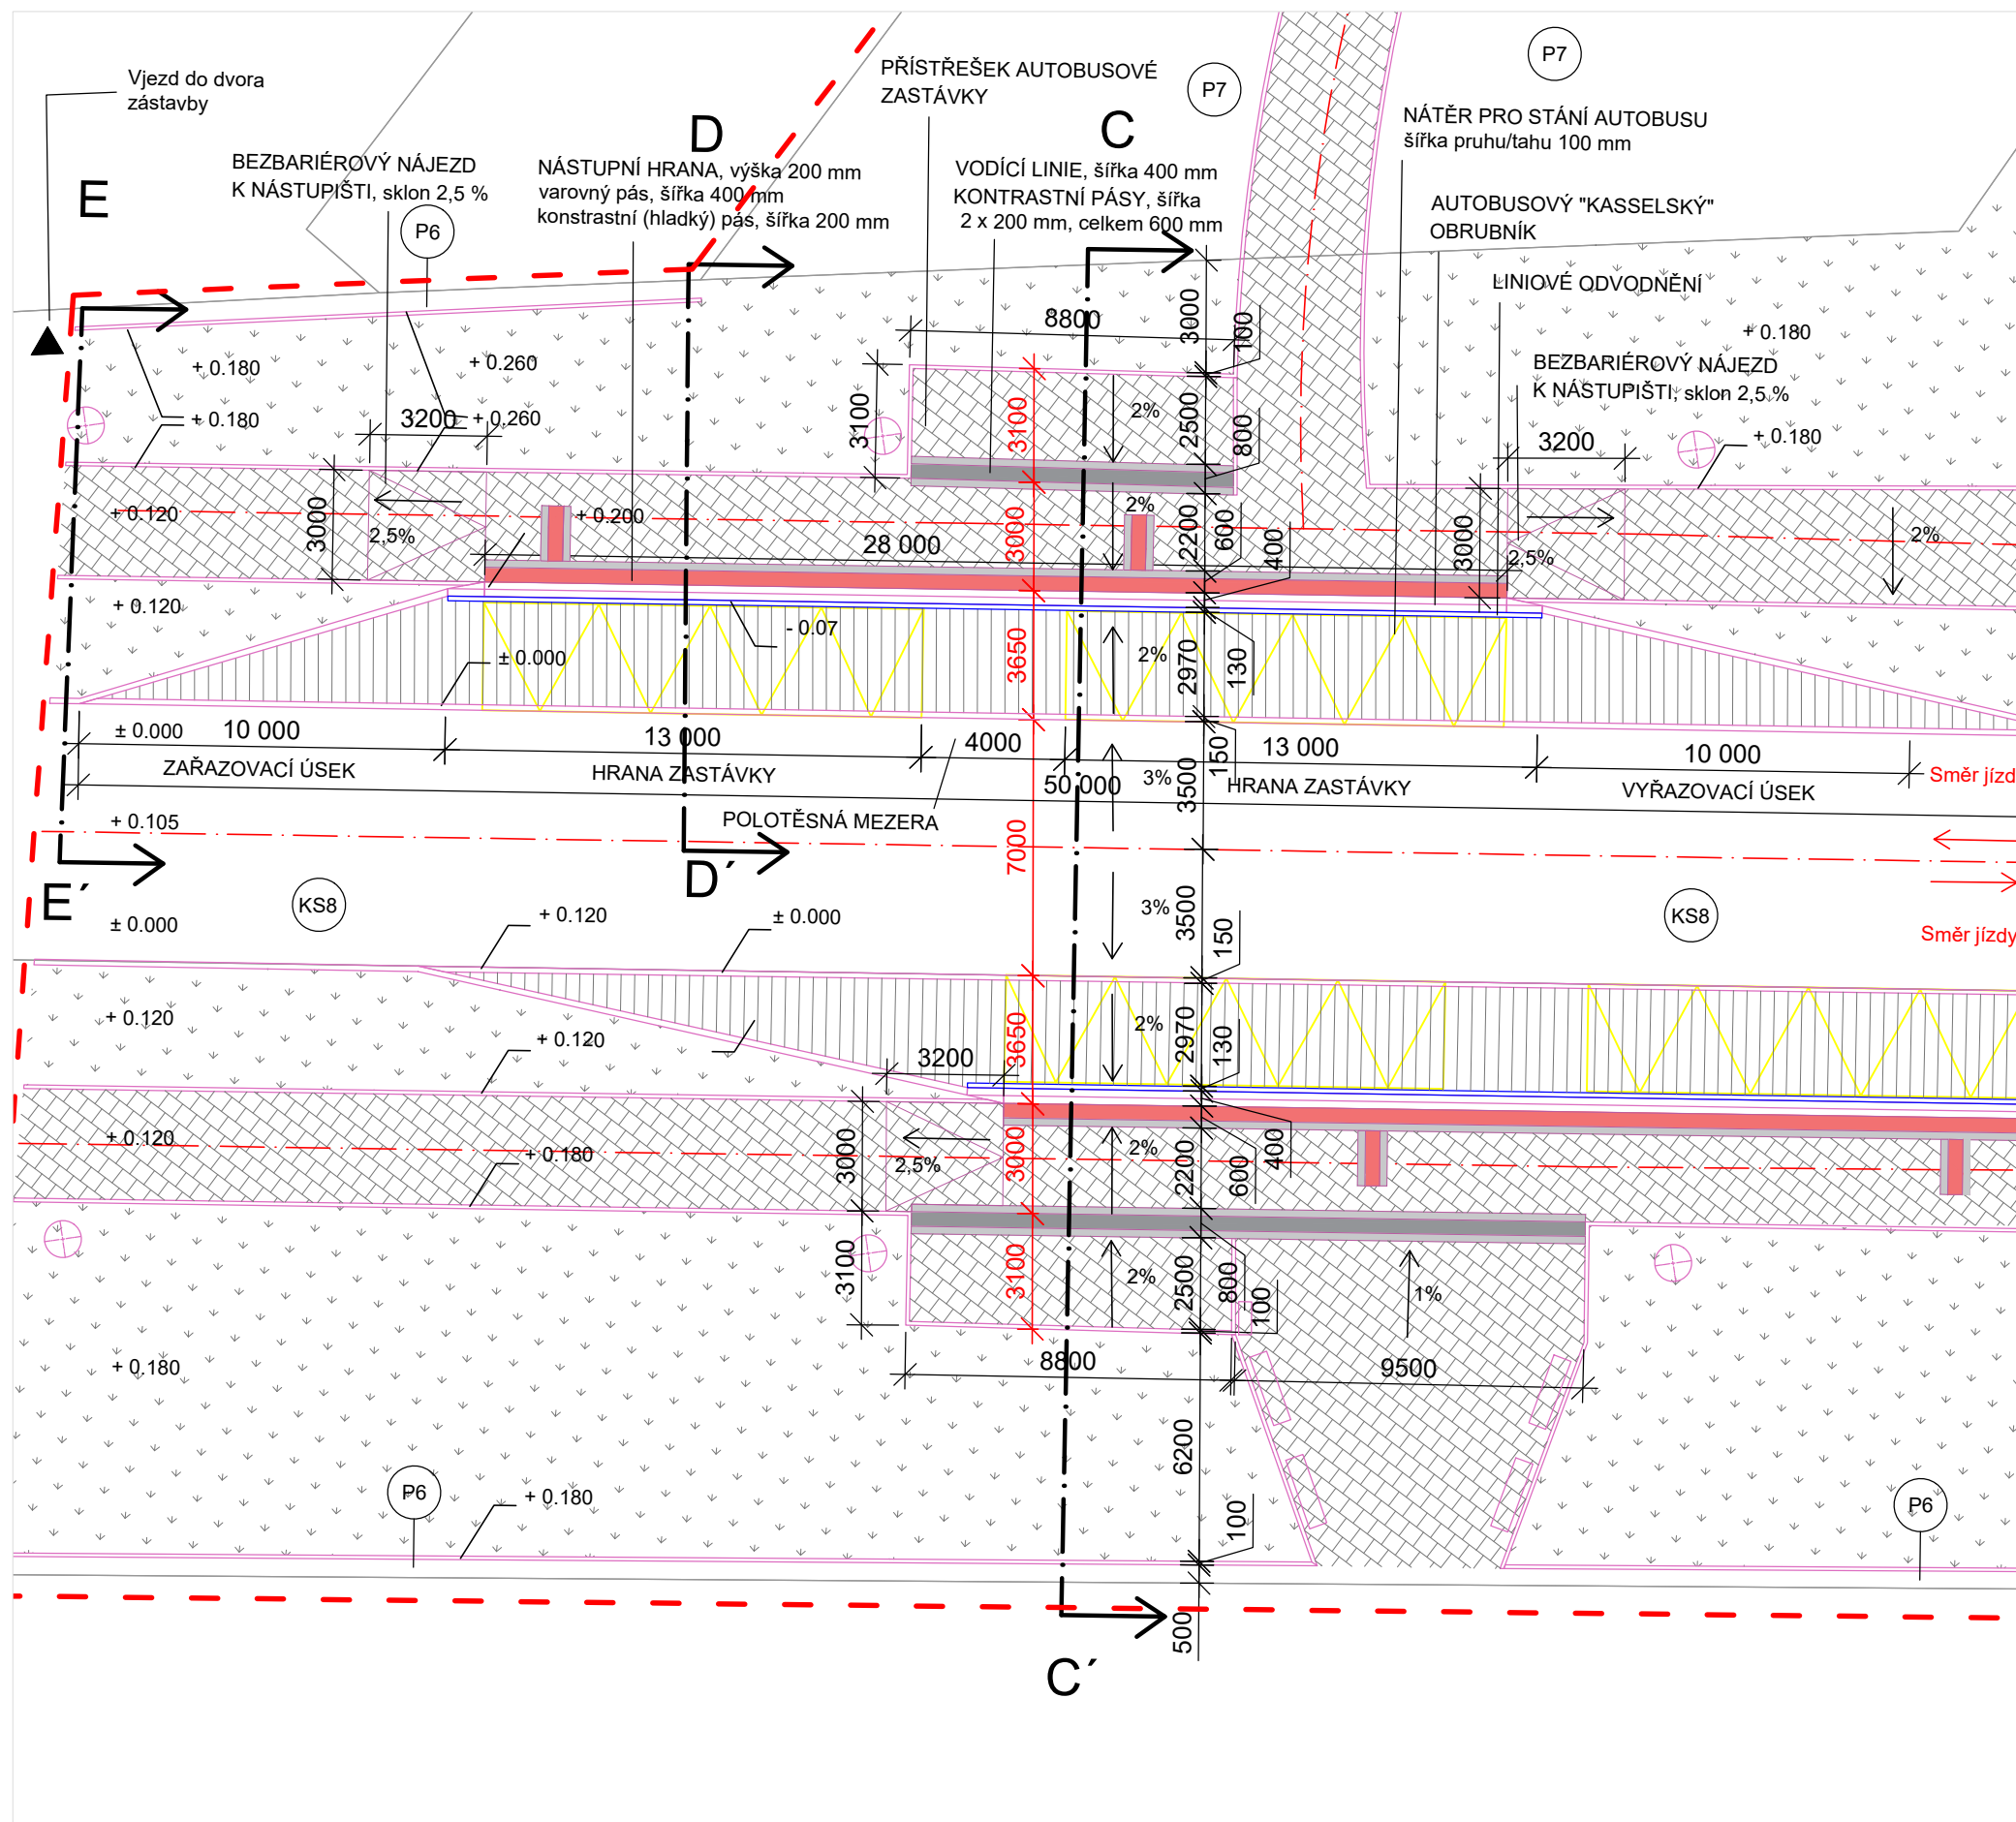 Vjezd do dvora
zástavby
BEZBARIÉROVÝ NÁJEZD
K NÁSTUPIŠTI, sklon 2,5 %
NÁSTUPNÍ HRANA, výška 200 mm
varovný pás, šířka 400 mm
konstrastní (hladký) pás, šířka 200 mm
PŘÍSTŘEŠEK AUTOBUSOVÉ
ZASTÁVKY
VODÍCÍ LINIE, šířka 400 mm
KONTRASTNÍ PÁSY, šířka
2 x 200 mm, celkem 600 mm
NÁTĚR PRO STÁNÍ AUTOBUSU
šířka pruhu/tahu 100 mm
AUTOBUSOVÝ "KASSELSKÝ"
OBRUBNÍK
LINIOVÉ ODVODNĚNÍ
BEZBARIÉROVÝ NÁJEZD
K NÁSTUPIŠTI, sklon 2,5 %
P7
P7
P6
E
D
C
+ 0.180
+ 0.260
+ 0.180
+ 0.260
+ 0.180
+ 0.180
3200
8800
3000
100
3100
3100
2500
800
2%
3200
+ 0.120
3000
2,5%
+ 0.200
28 000
3000
2%
2200
600
400
3000
2,5%
2%
+ 0.120
- 0.07
± 0.000
3650
2%
2970
130
± 0.000
10 000
13 000
4000
13 000
10 000
150
ZAŘAZOVACÍ ÚSEK
HRANA ZASTÁVKY
50 000
HRANA ZASTÁVKY
VYŘAZOVACÍ ÚSEK
Směr jízd
3%
3500
POLOTĚSNÁ MEZERA
+ 0.105
7000
E´
D´
KS8
KS8
± 0.000
+ 0.120
± 0.000
3%
3500
150
Směr jízdy
+ 0.120
+ 0.120
3200
3650
2%
2970
130
+ 0.120
+ 0.180
3000
2,5%
3000
2%
2200
600
400
3100
3100
2%
2500
800
100
1%
+ 0.180
8800
9500
6200
P6
+ 0.180
100
P6
500
C´